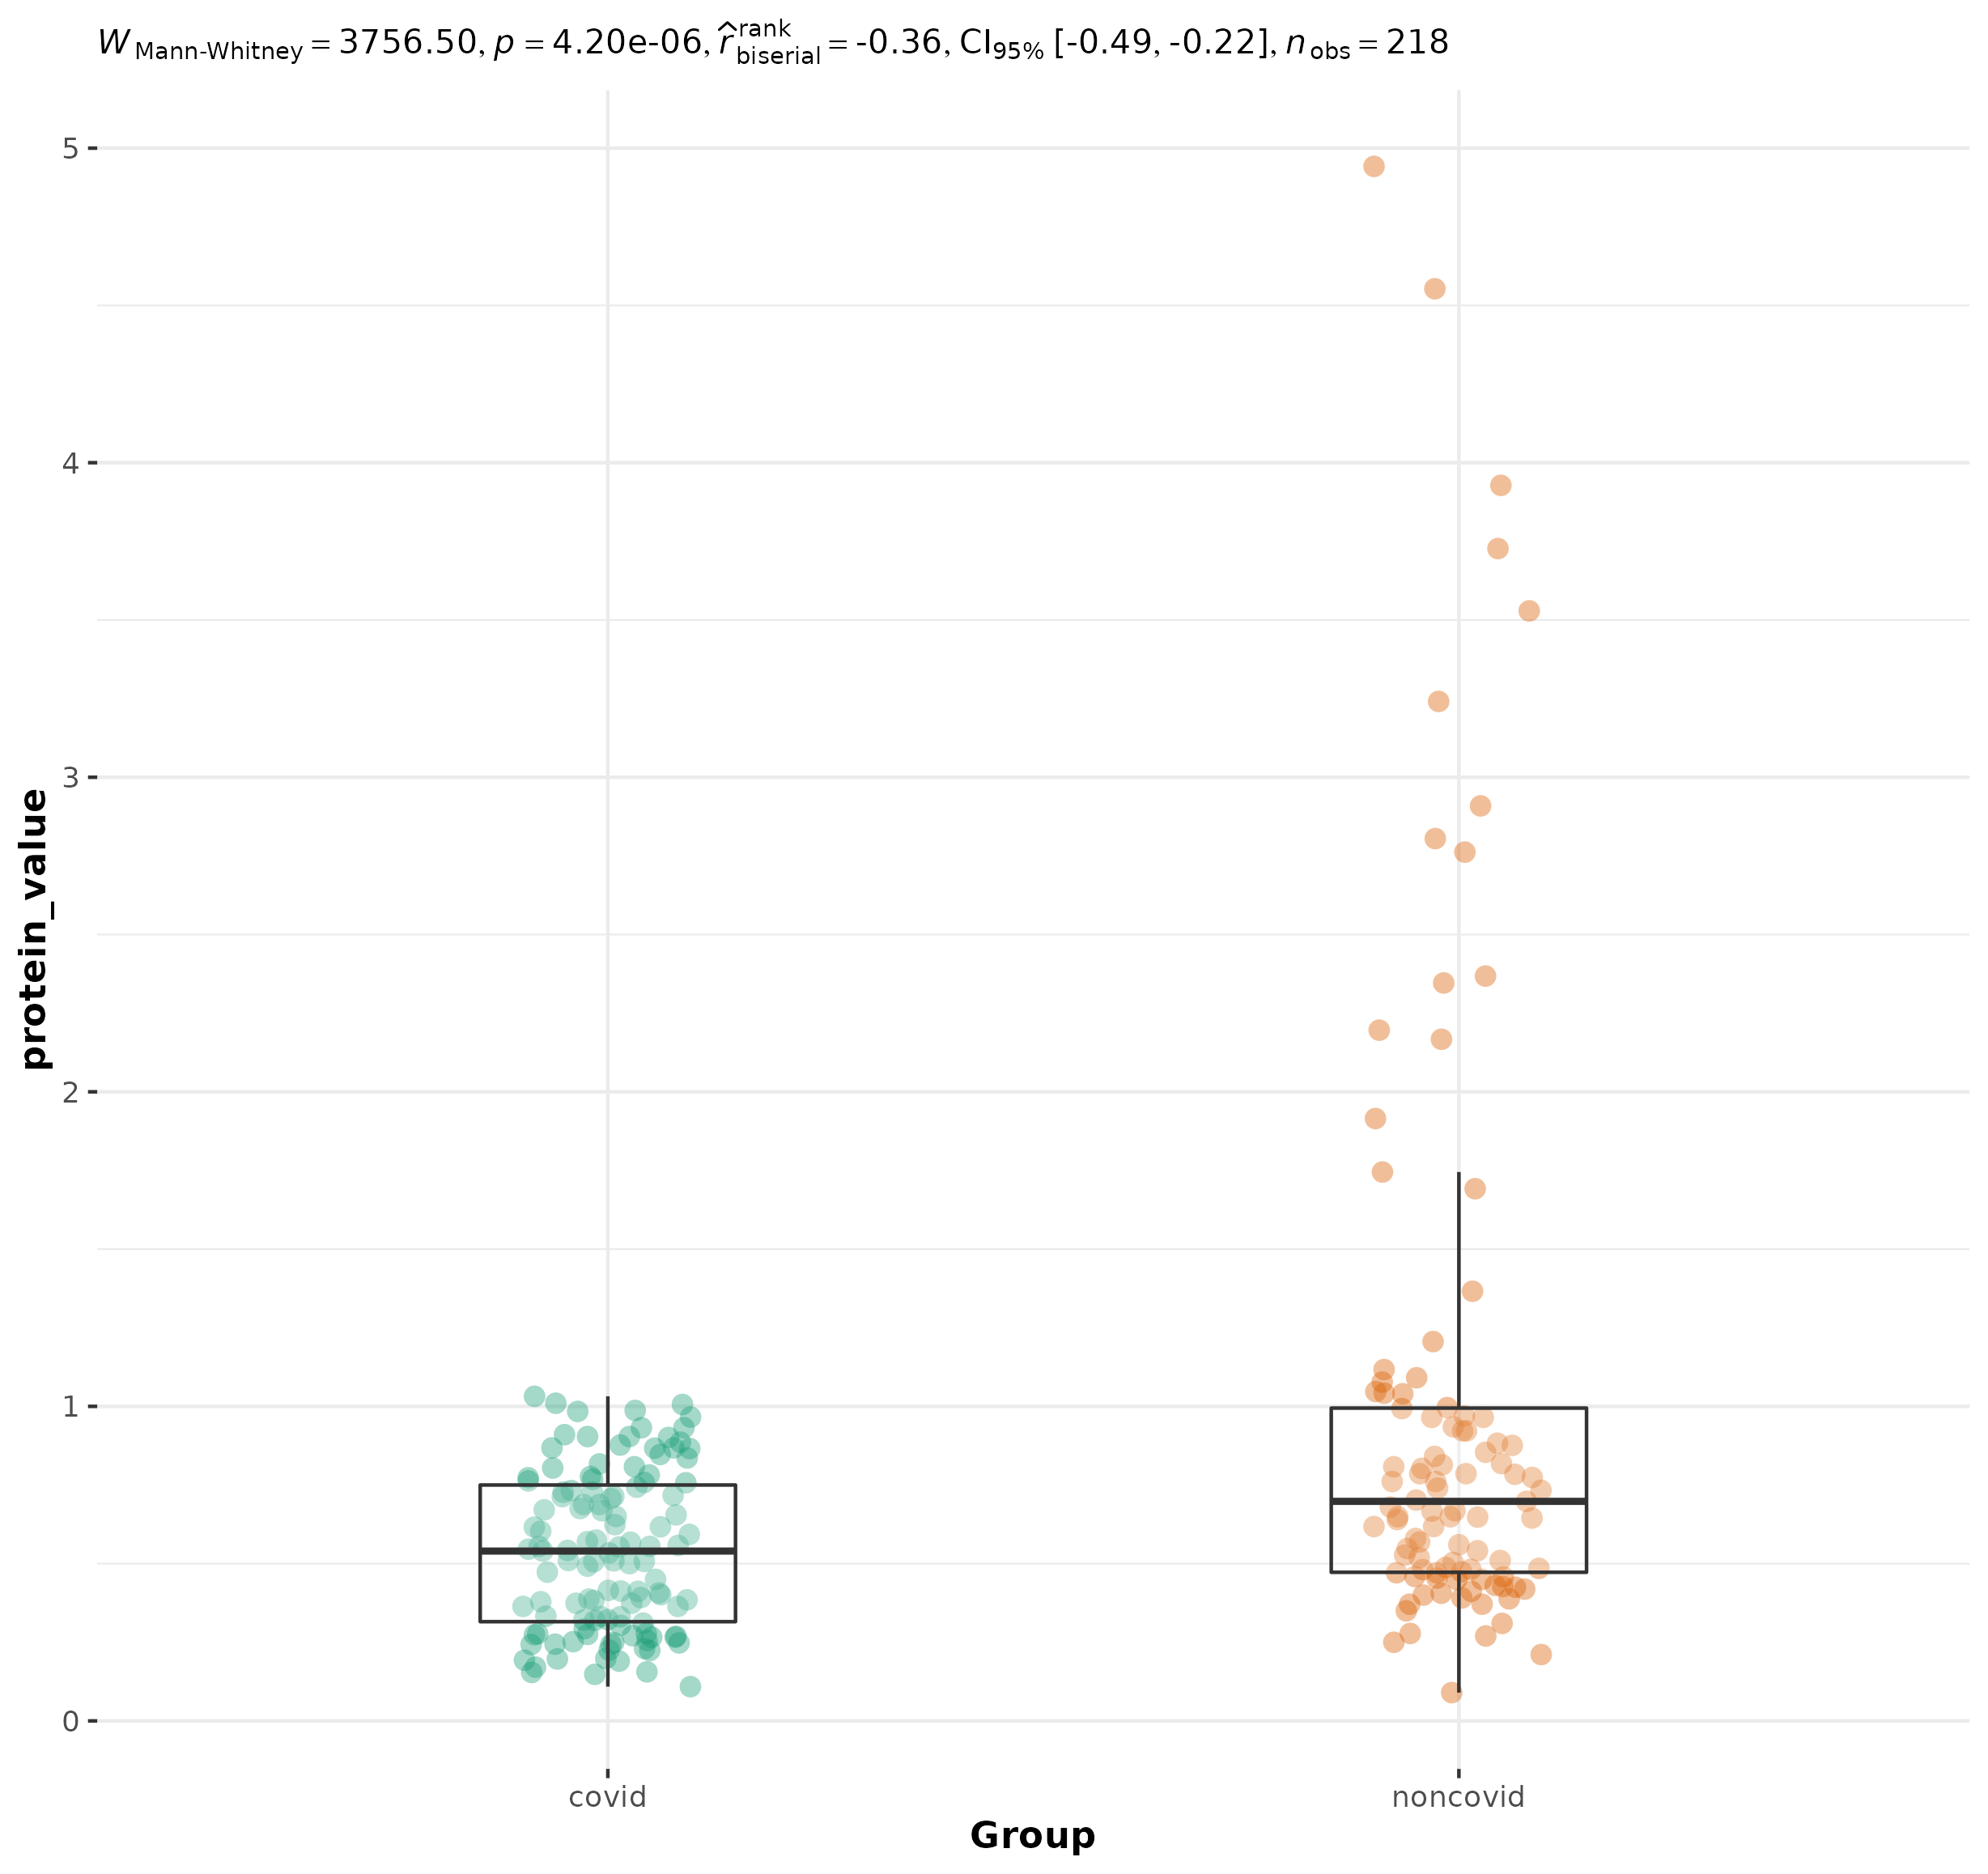 W Mann-Whitney = 3756.50, p = 4.20e-06, r̂ rank biserial = -0.36, CI95% [-0.49, -0.22], n obs = 218
5
4
3
2
1
0
protein_value
covid noncovid
Group